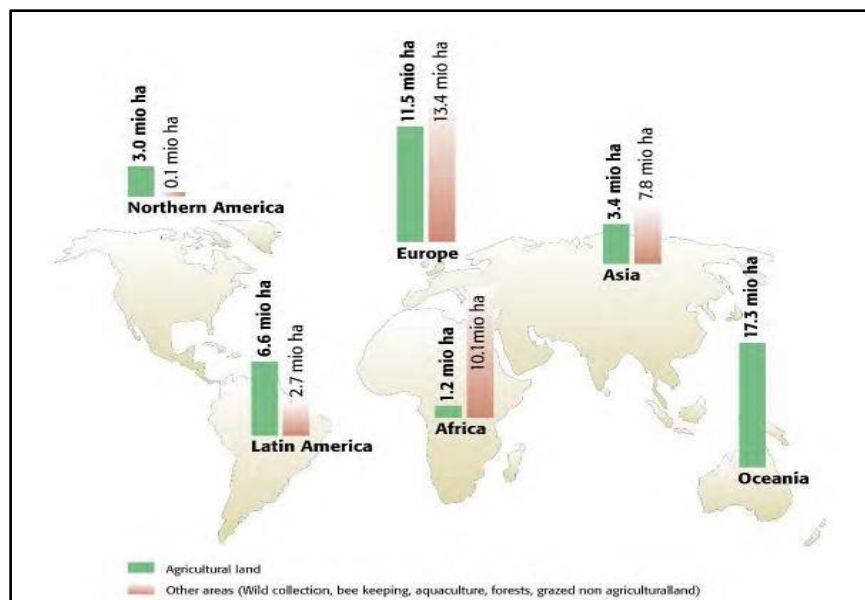 3.0 mio ha
0.1 mio ha
Northern America
11.5 mio ha
13.4 mio ha
Europe
3.4 mio ha
7.8 mio ha
Asia
6.6 mio ha
2.7 mio ha
Latin America
1.2 mio ha
10.1mio ha
Africa
17.3 mio ha
Oceania
Agricultural land
Other areas (Wild collection, bee keeping, aquaculture, forests, grazed non agriculturalland)